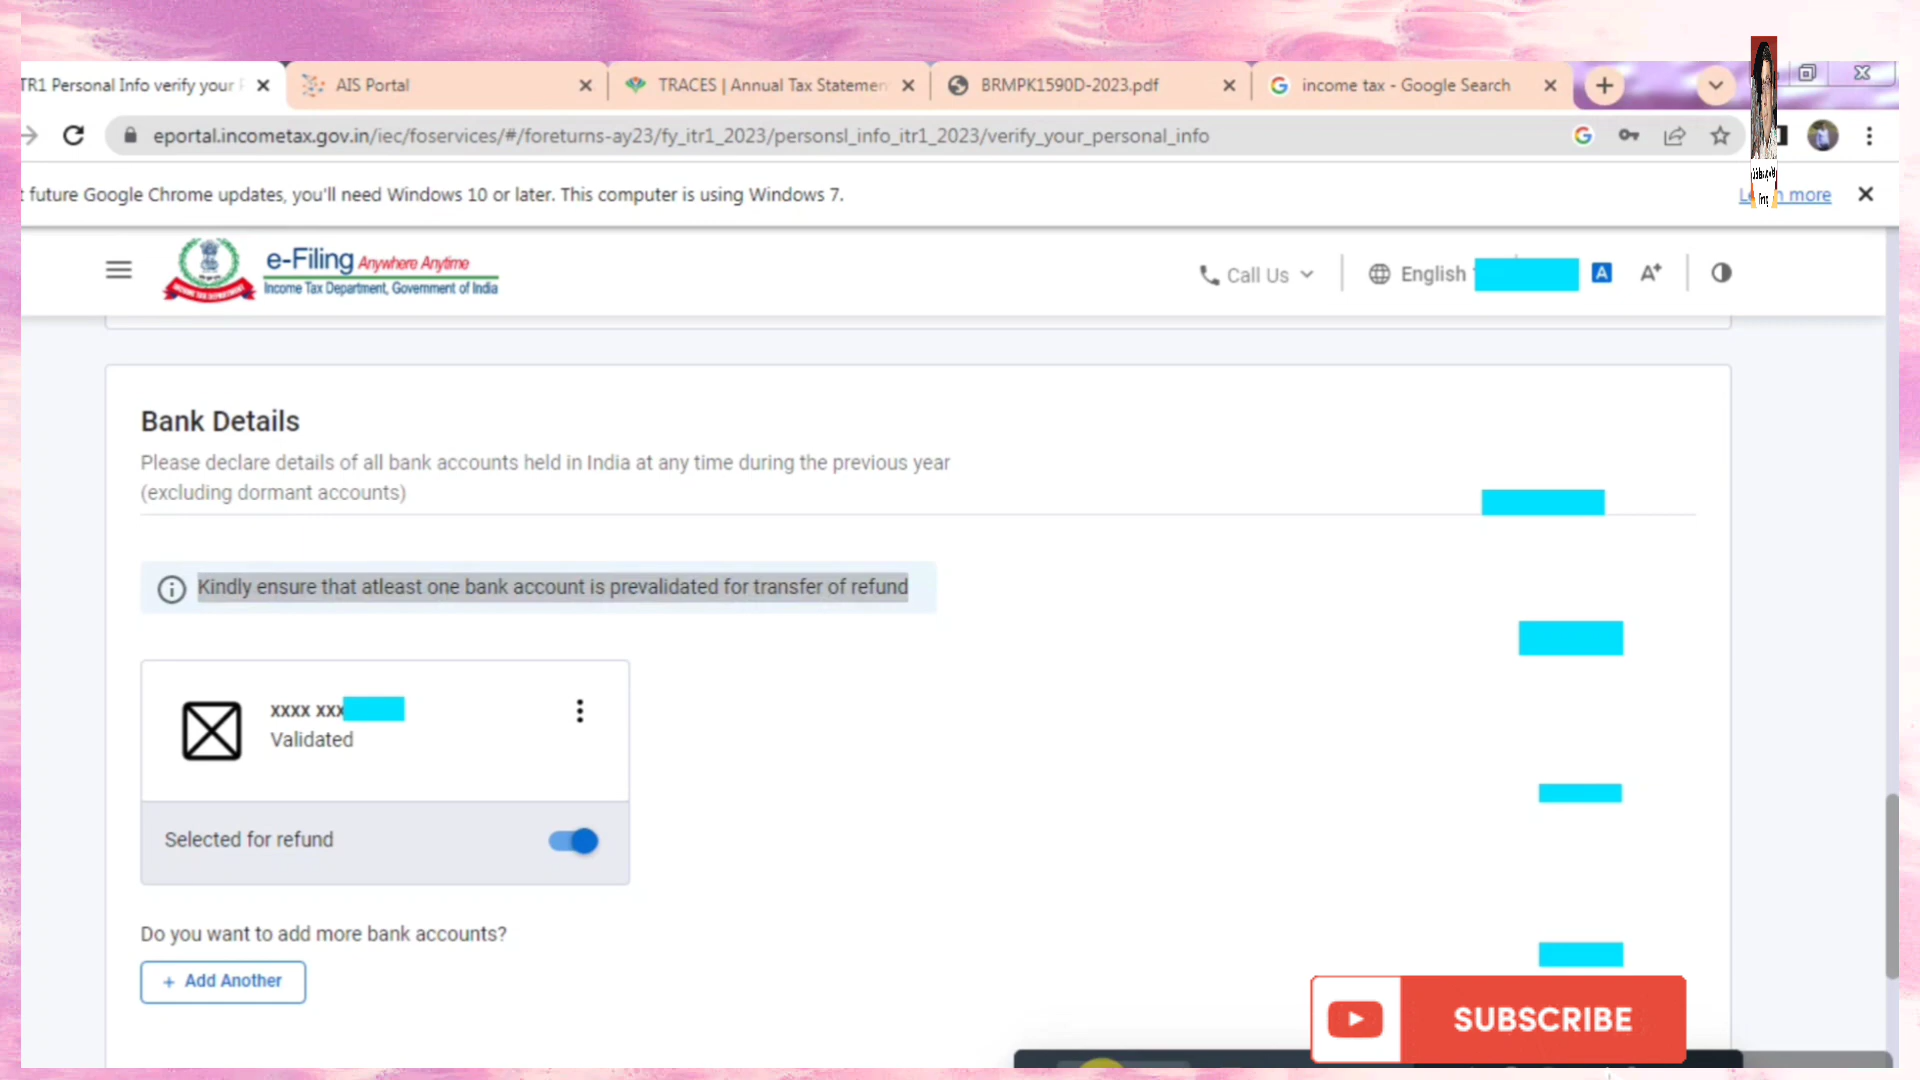 TR1 Personal Info verify your
AIS Portal
TRACES | Annual Tax Statemen
BRMPK1590D-2023.pdf
income tax - Google Search
eportal.incometax.gov.in/iec/foservices/#/foreturns-ay23/fy_itr1_2023/personsl_info_itr1_2023/verify_your_personal_info
future Google Chrome updates, you'll need Windows 10 or later. This computer is using Windows 7.
more
e-Filing Anywhere Anytime
Income Tax Department, Government of India
Call Us
English
A
A+
Bank Details
Please declare details of all bank accounts held in India at any time during the previous year
(excluding dormant accounts)
Kindly ensure that atleast one bank account is prevalidated for transfer of refund
xxxx xxx
Validated
Selected for refund
Do you want to add more bank accounts?
+ Add Another
SUBSCRIBE